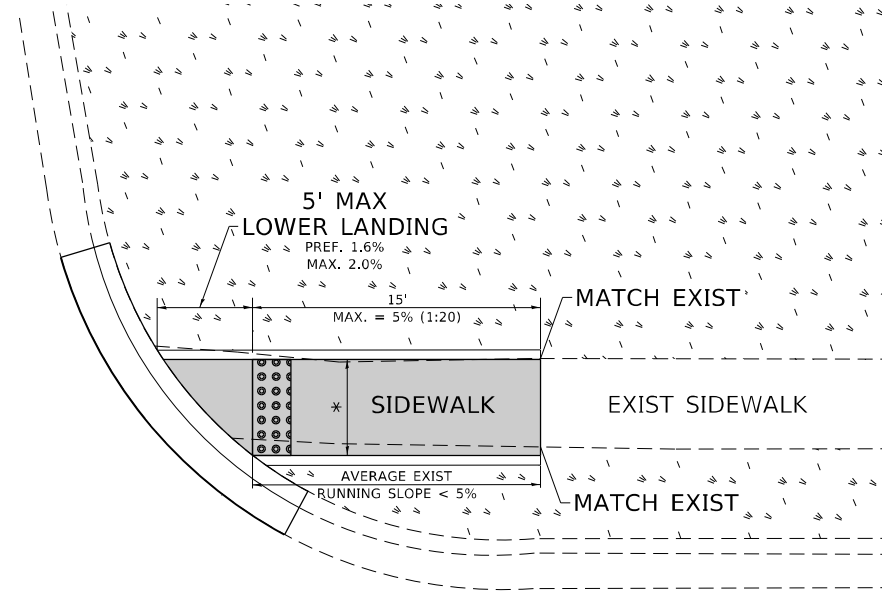 5' MAX
LOWER LANDING
PREF. 1.6%
MAX. 2.0%
15'
MAX. = 5% (1:20)
MATCH EXIST
* SIDEWALK
EXIST SIDEWALK
AVERAGE EXIST
RUNNING SLOPE < 5%
MATCH EXIST